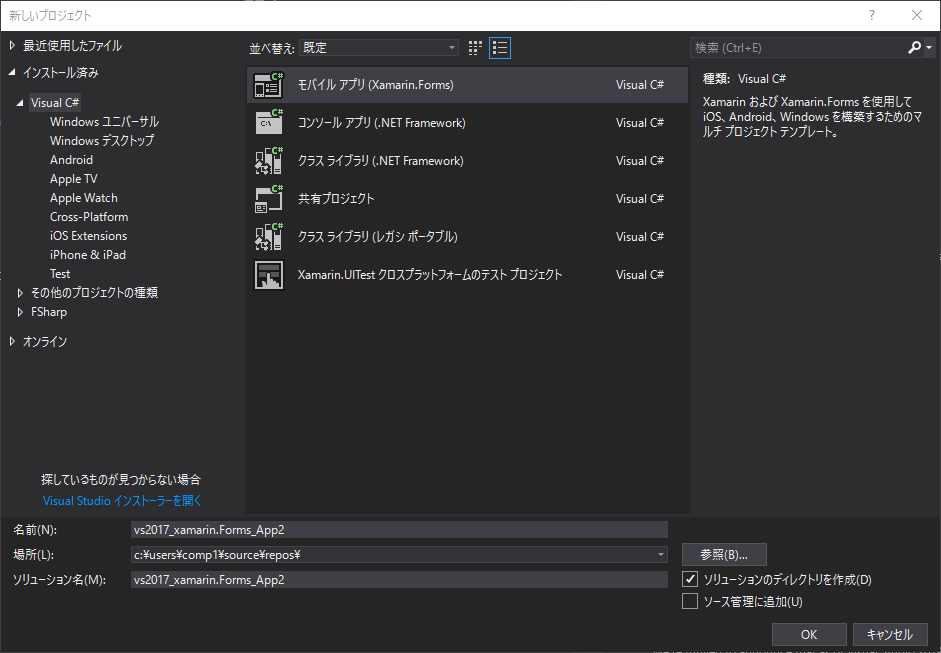 新しいプロジェクト
?
最近使用したファイル
並べ替え: 既定
検索 (Ctrl+E)
インストール済み
Visual C#
Windows ユニバーサル
Windows デスクトップ
Android
Apple TV
Apple Watch
Cross-Platform
iOS Extensions
iPhone & iPad
Test
その他のプロジェクトの種類
FSharp
オンライン
探しているものが見つからない場合
Visual Studio インストーラーを開く
C# モバイル アプリ (Xamarin.Forms) Visual C#
C# C:\ コンソール アプリ (.NET Framework) Visual C#
C# クラス ライブラリ (.NET Framework) Visual C#
C# 共有プロジェクト Visual C#
C# クラス ライブラリ (レガシ ポータブル) Visual C#
Xamarin.UITest クロスプラットフォームのテスト プロジェクト Visual C#
種類: Visual C#
Xamarin および Xamarin.Forms を使用して
iOS、Android、Windows を構築するためのマ
ルチ プロジェクト テンプレート。
名前(N): vs2017_xamarin.Forms_App2
場所(L): c:¥users¥comp1¥source¥repos¥ 参照(B)...
ソリューション名(M): vs2017_xamarin.Forms_App2
ソリューションのディレクトリを作成(D)
ソース管理に追加(U)
OK キャンセル